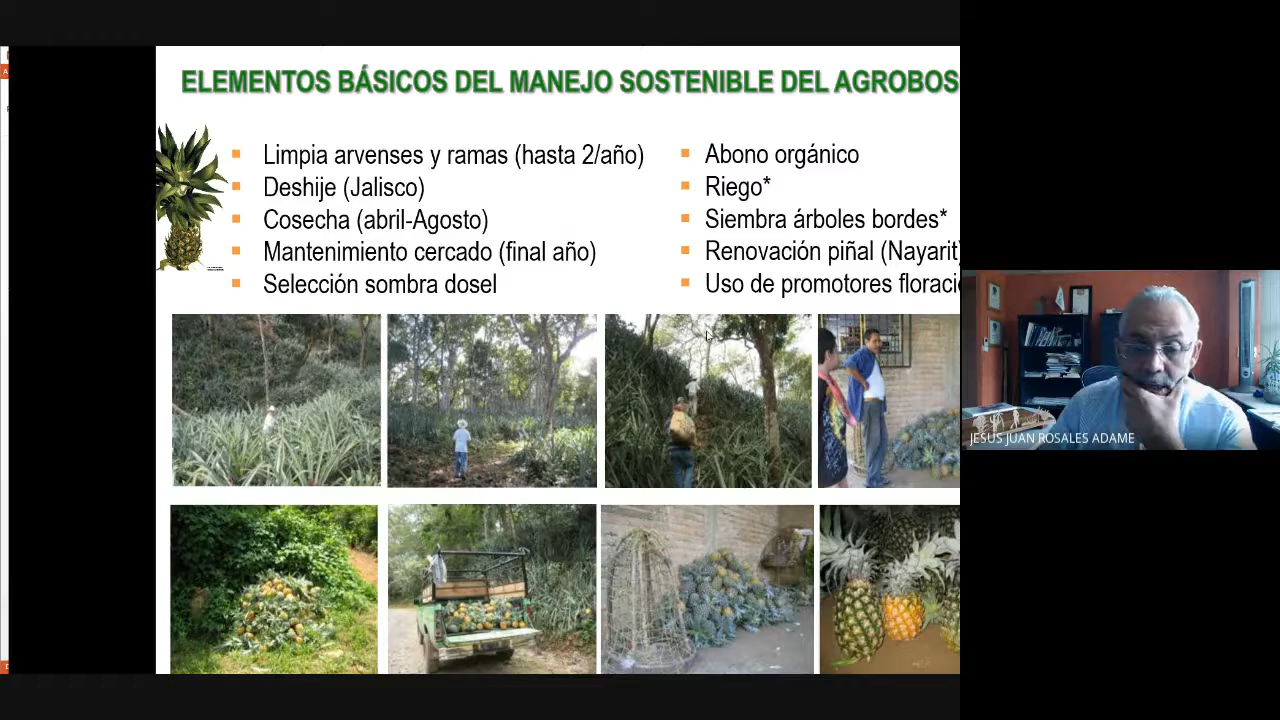 ELEMENTOS BÁSICOS DEL MANEJO SOSTENIBLE DEL AGROBOS
Limpia arvenses y ramas (hasta 2/año)
Deshije (Jalisco)
Cosecha (abril-Agosto)
Mantenimiento cercado (final año)
Selección sombra dosel
Abono orgánico
Riego*
Siembra árboles bordes*
Renovación piñal (Nayarit)
Uso de promotores floraci
JESUS JUAN ROSALES ADAME